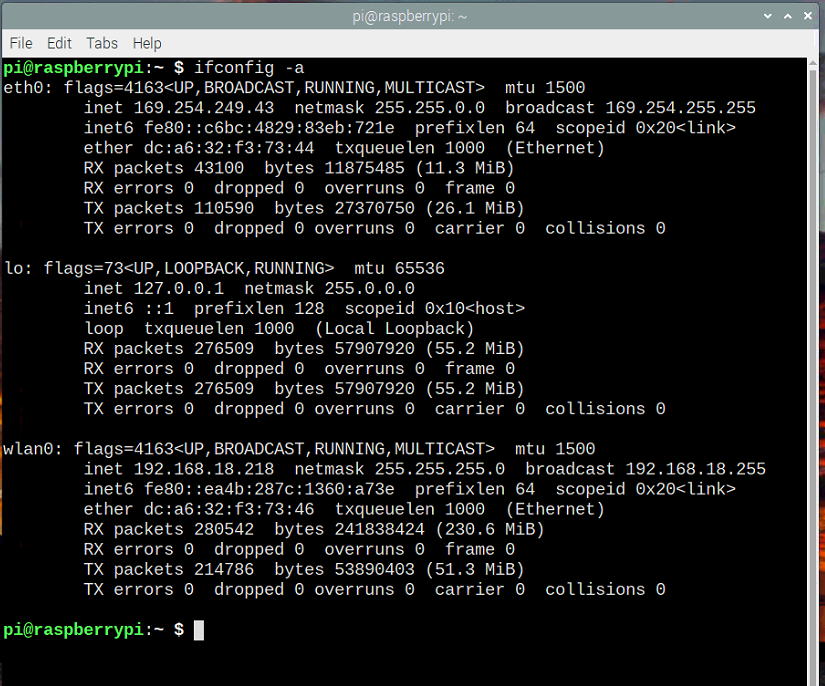 pi@raspberrypi: ~
File Edit Tabs Help
pi@raspberrypi:~ $ ifconfig -a
eth0: flags=4163<UP,BROADCAST,RUNNING,MULTICAST>  mtu 1500
        inet 169.254.249.43  netmask 255.255.0.0  broadcast 169.254.255.255
        inet6 fe80::c6bc:4829:83eb:721e  prefixlen 64  scopeid 0x20<link>
        ether dc:a6:32:f3:73:44  txqueuelen 1000  (Ethernet)
        RX packets 43100  bytes 11875485 (11.3 MiB)
        RX errors 0  dropped 0  overruns 0  frame 0
        TX packets 110590  bytes 27370750 (26.1 MiB)
        TX errors 0  dropped 0 overruns 0  carrier 0  collisions 0

lo: flags=73<UP,LOOPBACK,RUNNING>  mtu 65536
        inet 127.0.0.1  netmask 255.0.0.0
        inet6 ::1  prefixlen 128  scopeid 0x10<host>
        loop  txqueuelen 1000  (Local Loopback)
        RX packets 276509  bytes 57907920 (55.2 MiB)
        RX errors 0  dropped 0  overruns 0  frame 0
        TX packets 276509  bytes 57907920 (55.2 MiB)
        TX errors 0  dropped 0 overruns 0  carrier 0  collisions 0

wlan0: flags=4163<UP,BROADCAST,RUNNING,MULTICAST>  mtu 1500
        inet 192.168.18.218  netmask 255.255.255.0  broadcast 192.168.18.255
        inet6 fe80::ea4b:287c:1360:a73e  prefixlen 64  scopeid 0x20<link>
        ether dc:a6:32:f3:73:46  txqueuelen 1000  (Ethernet)
        RX packets 280542  bytes 241838424 (230.6 MiB)
        RX errors 0  dropped 0  overruns 0  frame 0
        TX packets 214786  bytes 53890403 (51.3 MiB)
        TX errors 0  dropped 0 overruns 0  carrier 0  collisions 0

pi@raspberrypi:~ $